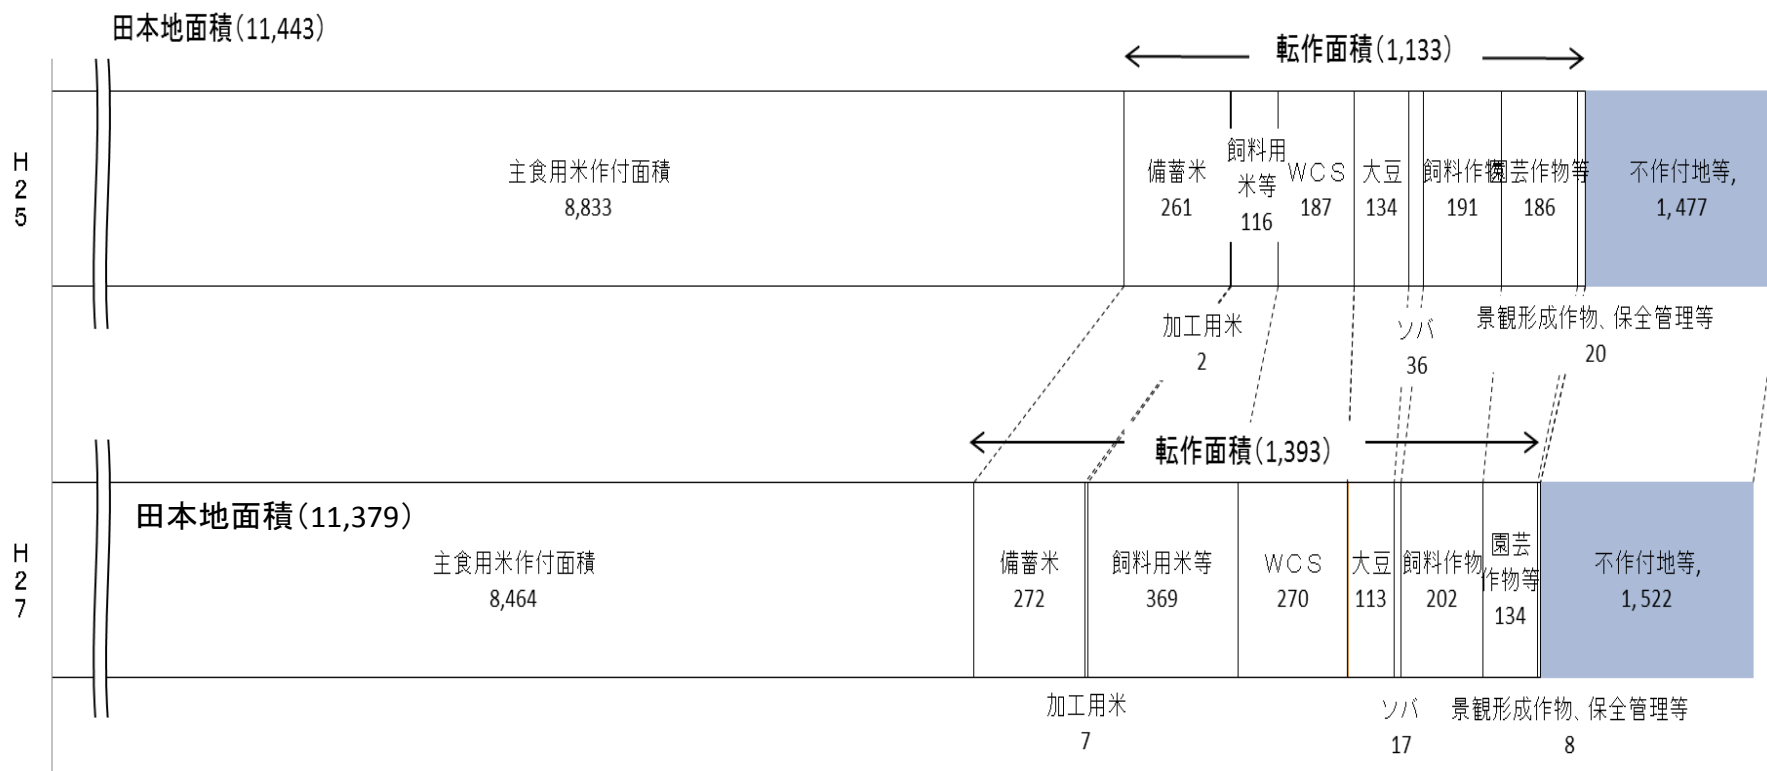 田本地面積(11,443)
転作面積(1,133)
H25
主食用米作付面積
8,833
備蓄米
261
飼料用
米等
116
WCS
187
大豆
134
飼料作物
191
園芸作物等
186
不作付地等,
1,477
加工用米
2
ソバ
36
景観形成作物、保全管理等
20
転作面積(1,393)
田本地面積(11,379)
H27
主食用米作付面積
8,464
備蓄米
272
飼料用米等
369
WCS
270
大豆
113
飼料作物
202
園芸
作物等
134
不作付地等,
1,522
加工用米
7
ソバ
17
景観形成作物、保全管理等
8